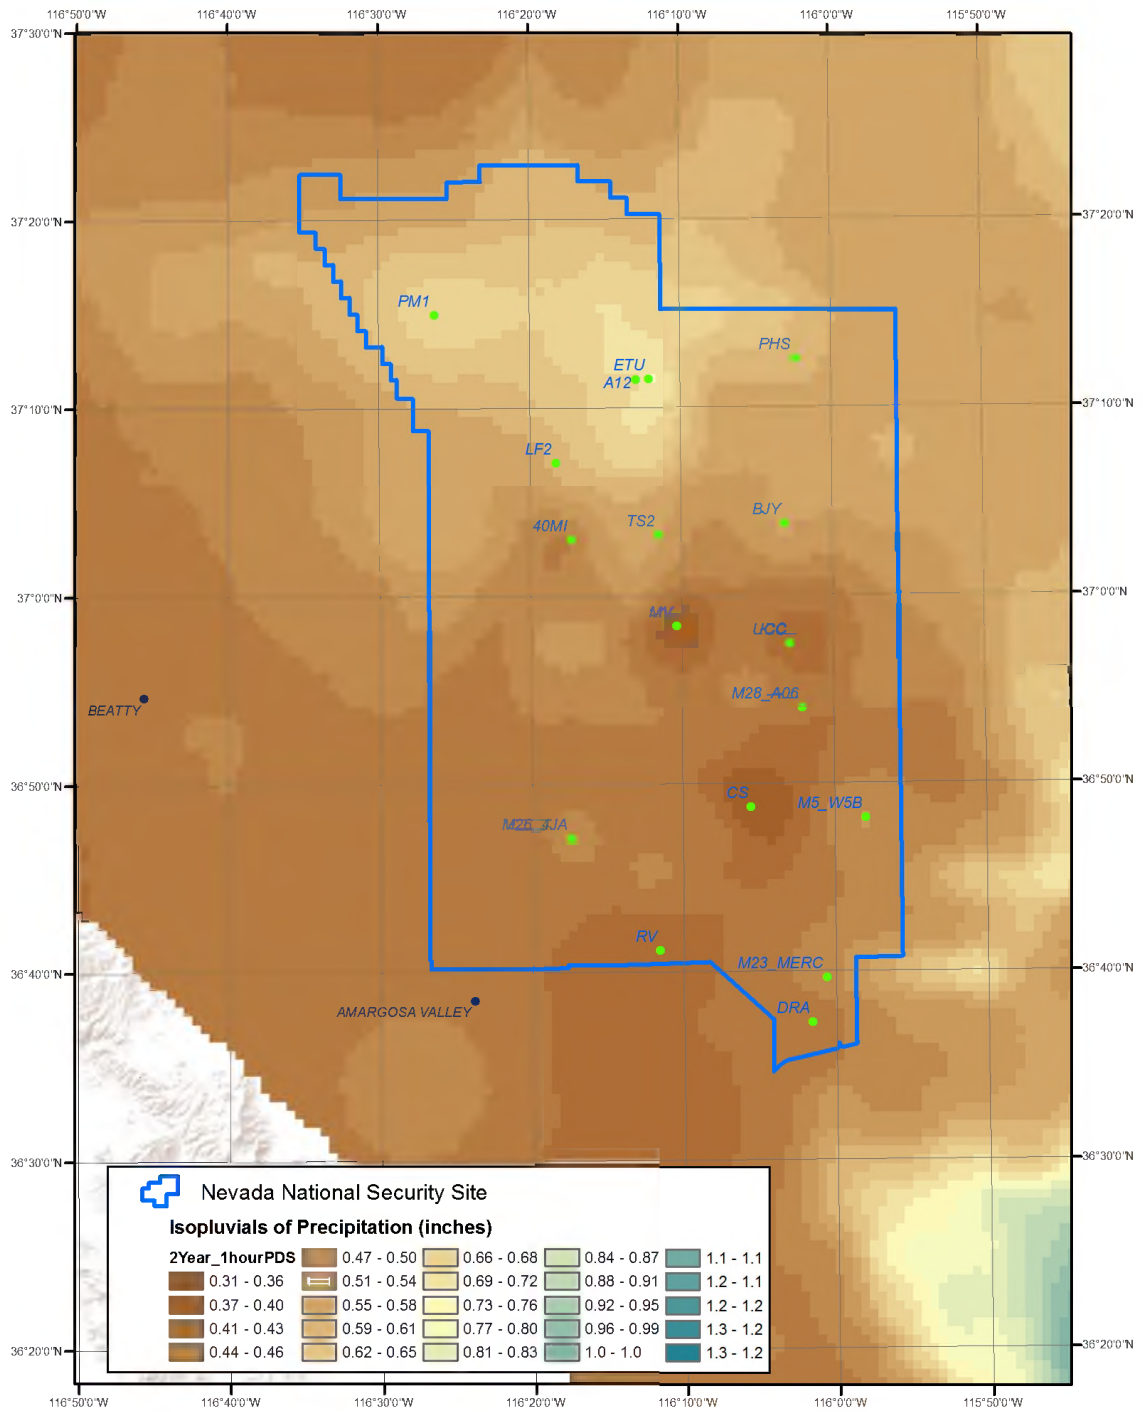 116°50'0"W 116°40'0"W 116°30'0"W 116°20'0"W 116°10'0"W 116°0'0"W 115°50'0"W
37°30'0"N
37°20'0"N 37°20'0"N
PM1
PHS
ETU
A12
37°10'0"N 37°10'0"N
LF2
BJY
TS2
40MI
37°0'0"N 37°0'0"N
UCC
M28_A06
BEATTY
36°50'0"N 36°50'0"N
CS
M5_W5B
RV
M23_MERC
36°40'0"N 36°40'0"N
DRA
AMARGOSA VALLEY
36°30'0"N 36°30'0"N
Nevada National Security Site
Isopluvials of Precipitation (inches)
2Year_1hourPDS 0.47 - 0.50 0.66 - 0.68 0.84 - 0.87 1.1 - 1.1
0.31 - 0.36 0.51 - 0.54 0.69 - 0.72 0.88 - 0.91 1.2 - 1.1
0.37 - 0.40 0.55 - 0.58 0.73 - 0.76 0.92 - 0.95 1.2 - 1.2
0.41 - 0.43 0.59 - 0.61 0.77 - 0.80 0.96 - 0.99 1.3 - 1.2
0.44 - 0.46 0.62 - 0.65 0.81 - 0.83 1.0 - 1.0 1.3 - 1.2
36°20'0"N 36°20'0"N
116°50'0"W 116°40'0"W 116°30'0"W 116°20'0"W 116°10'0"W 116°0'0"W 115°50'0"W